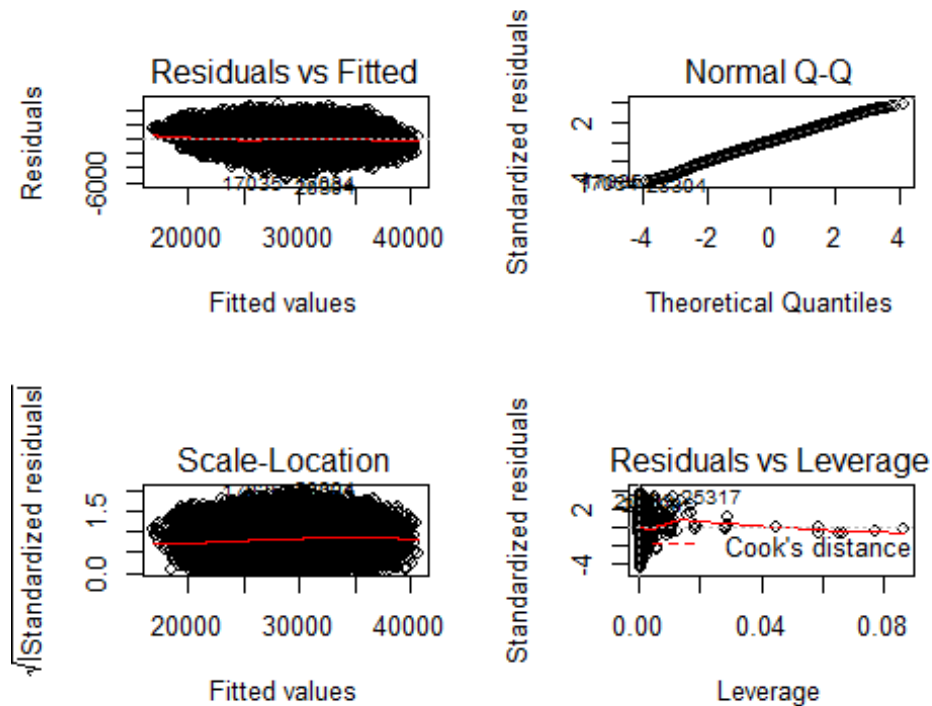 Residuals vs Fitted
Residuals
-6000
17035
20000 30000 40000
Fitted values
Normal Q-Q
Standardized residuals
2
-4
-4 -2 0 2 4
Theoretical Quantiles
Scale-Location
√|Standardized residuals|
1.5
0.0
20000 30000 40000
Fitted values
Residuals vs Leverage
Standardized residuals
2
-4
25317
Cook's distance
0.00 0.04 0.08
Leverage